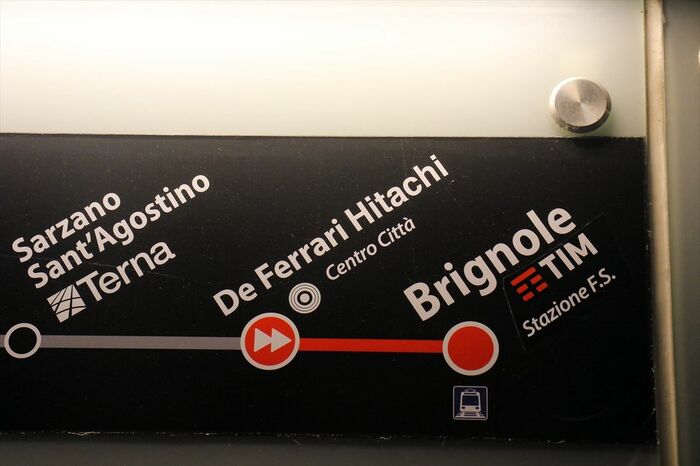 Sarzano
Sant'Agostino
Terna
De Ferrari Hitachi
Centro Città
Brignole
TIM
Stazione F.S.